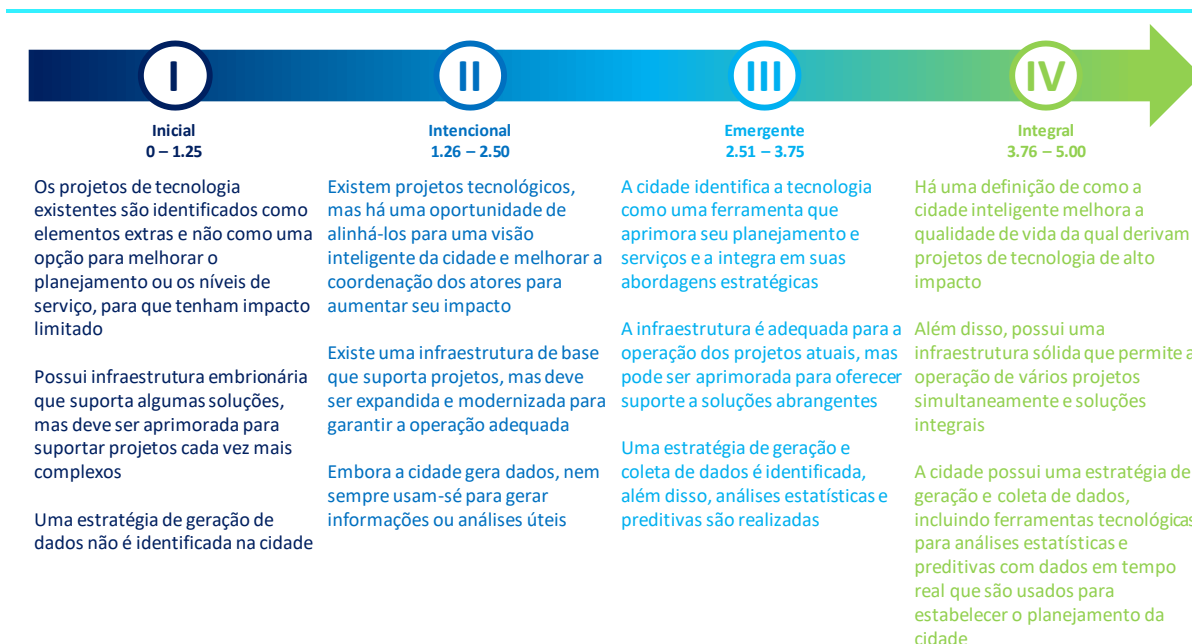 I
Inicial
0 – 1.25
Os projetos de tecnologia
existentes são identificados como
elementos extras e não como uma
opção para melhorar o
planejamento ou os níveis de
serviço, para que tenham impacto
limitado
Possui infraestrutura embrionária
que suporta algumas soluções,
mas deve ser aprimorada para
suportar projetos cada vez mais
complexos
Uma estratégia de geração de
dados não é identificada na cidade
II
Intencional
1.26 – 2.50
Existem projetos tecnológicos,
mas há uma oportunidade de
alinhá-los para uma visão
inteligente da cidade e melhorar a
coordenação dos atores para
aumentar seu impacto
Existe uma infraestrutura de base
que suporta projetos, mas deve
ser expandida e modernizada para
garantir a operação adequada
Embora a cidade gera dados, nem
sempre usam-sé para gerar
informações ou análises úteis
III
Emergente
2.51 – 3.75
A cidade identifica a tecnologia
como uma ferramenta que
aprimora seu planejamento e
serviços e a integra em suas
abordagens estratégicas
A infraestrutura é adequada para a
operação dos projetos atuais, mas
pode ser aprimorada para oferecer
suporte a soluções abrangentes
Uma estratégia de geração e
coleta de dados é identificada,
além disso, análises estatísticas e
preditivas são realizadas
IV
Integral
3.76 – 5.00
Há uma definição de como a
cidade inteligente melhora a
qualidade de vida da qual derivam
projetos de tecnologia de alto
impacto
Além disso, possui uma
infraestrutura sólida que permite a
operação de vários projetos
simultaneamente e soluções
integrais
A cidade possui uma estratégia de
geração e coleta de dados,
incluindo ferramentas tecnológicas
para análises estatísticas e
preditivas com dados em tempo
real que são usados para
estabelecer o planejamento da
cidade